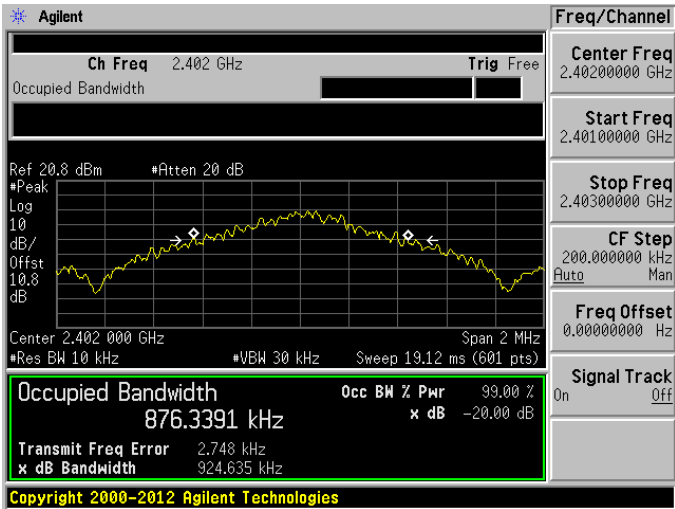 Agilent
Freq/Channel
Ch Freq 2.402 GHz Trig Free
Occupied Bandwidth
Center Freq
2.40200000 GHz
Start Freq
2.40100000 GHz
Stop Freq
2.40300000 GHz
CF Step
200.000000 kHz
Auto Man
Freq Offset
0.00000000 Hz
Signal Track
On Off
Ref 20.8 dBm #Atten 20 dB
#Peak
Log
10
dB/
Offst
10.8
dB
Center 2.402 000 GHz Span 2 MHz
#Res BW 10 kHz #VBW 30 kHz Sweep 19.12 ms (601 pts)
Occupied Bandwidth Occ BW % Pwr 99.00 %
876.3391 kHz x dB -20.00 dB
Transmit Freq Error 2.748 kHz
x dB Bandwidth 924.635 kHz
Copyright 2000-2012 Agilent Technologies